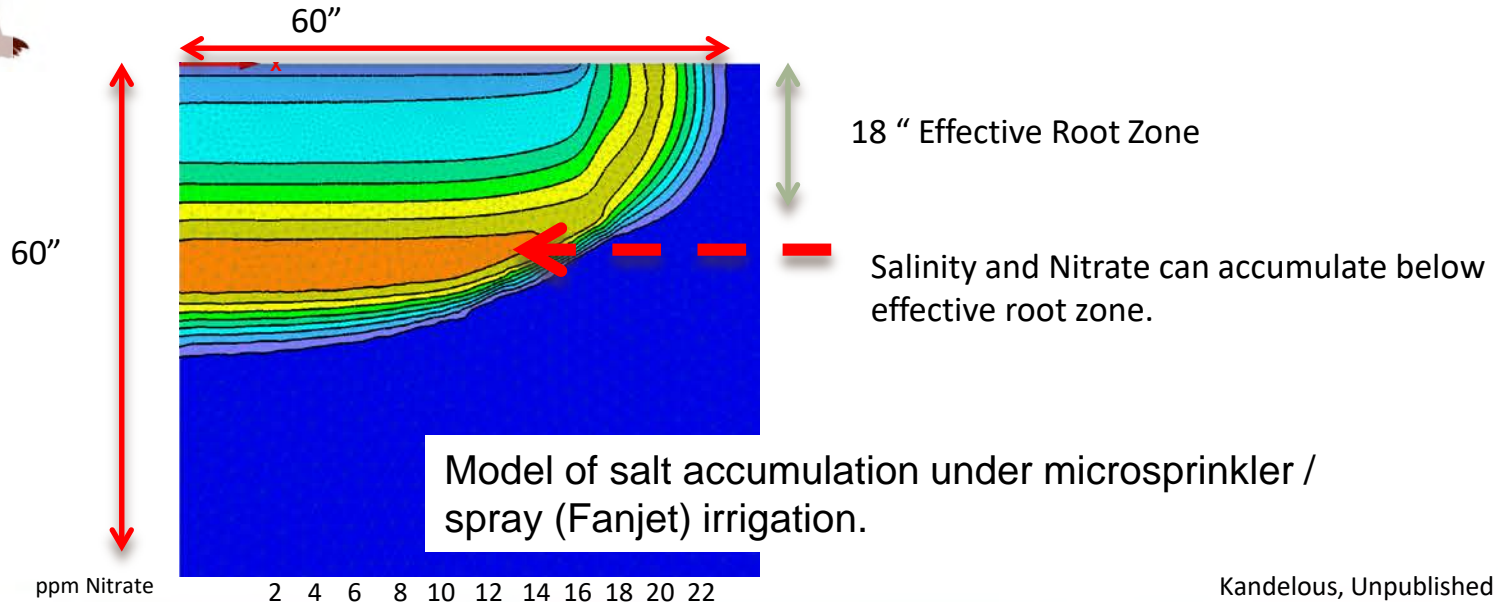 60”
x
18 “ Effective Root Zone
60”
Salinity and Nitrate can accumulate below
effective root zone.
Model of salt accumulation under microsprinkler /
spray (Fanjet) irrigation.
ppm Nitrate 2 4 6 8 10 12 14 16 18 20 22
Kandelous, Unpublished